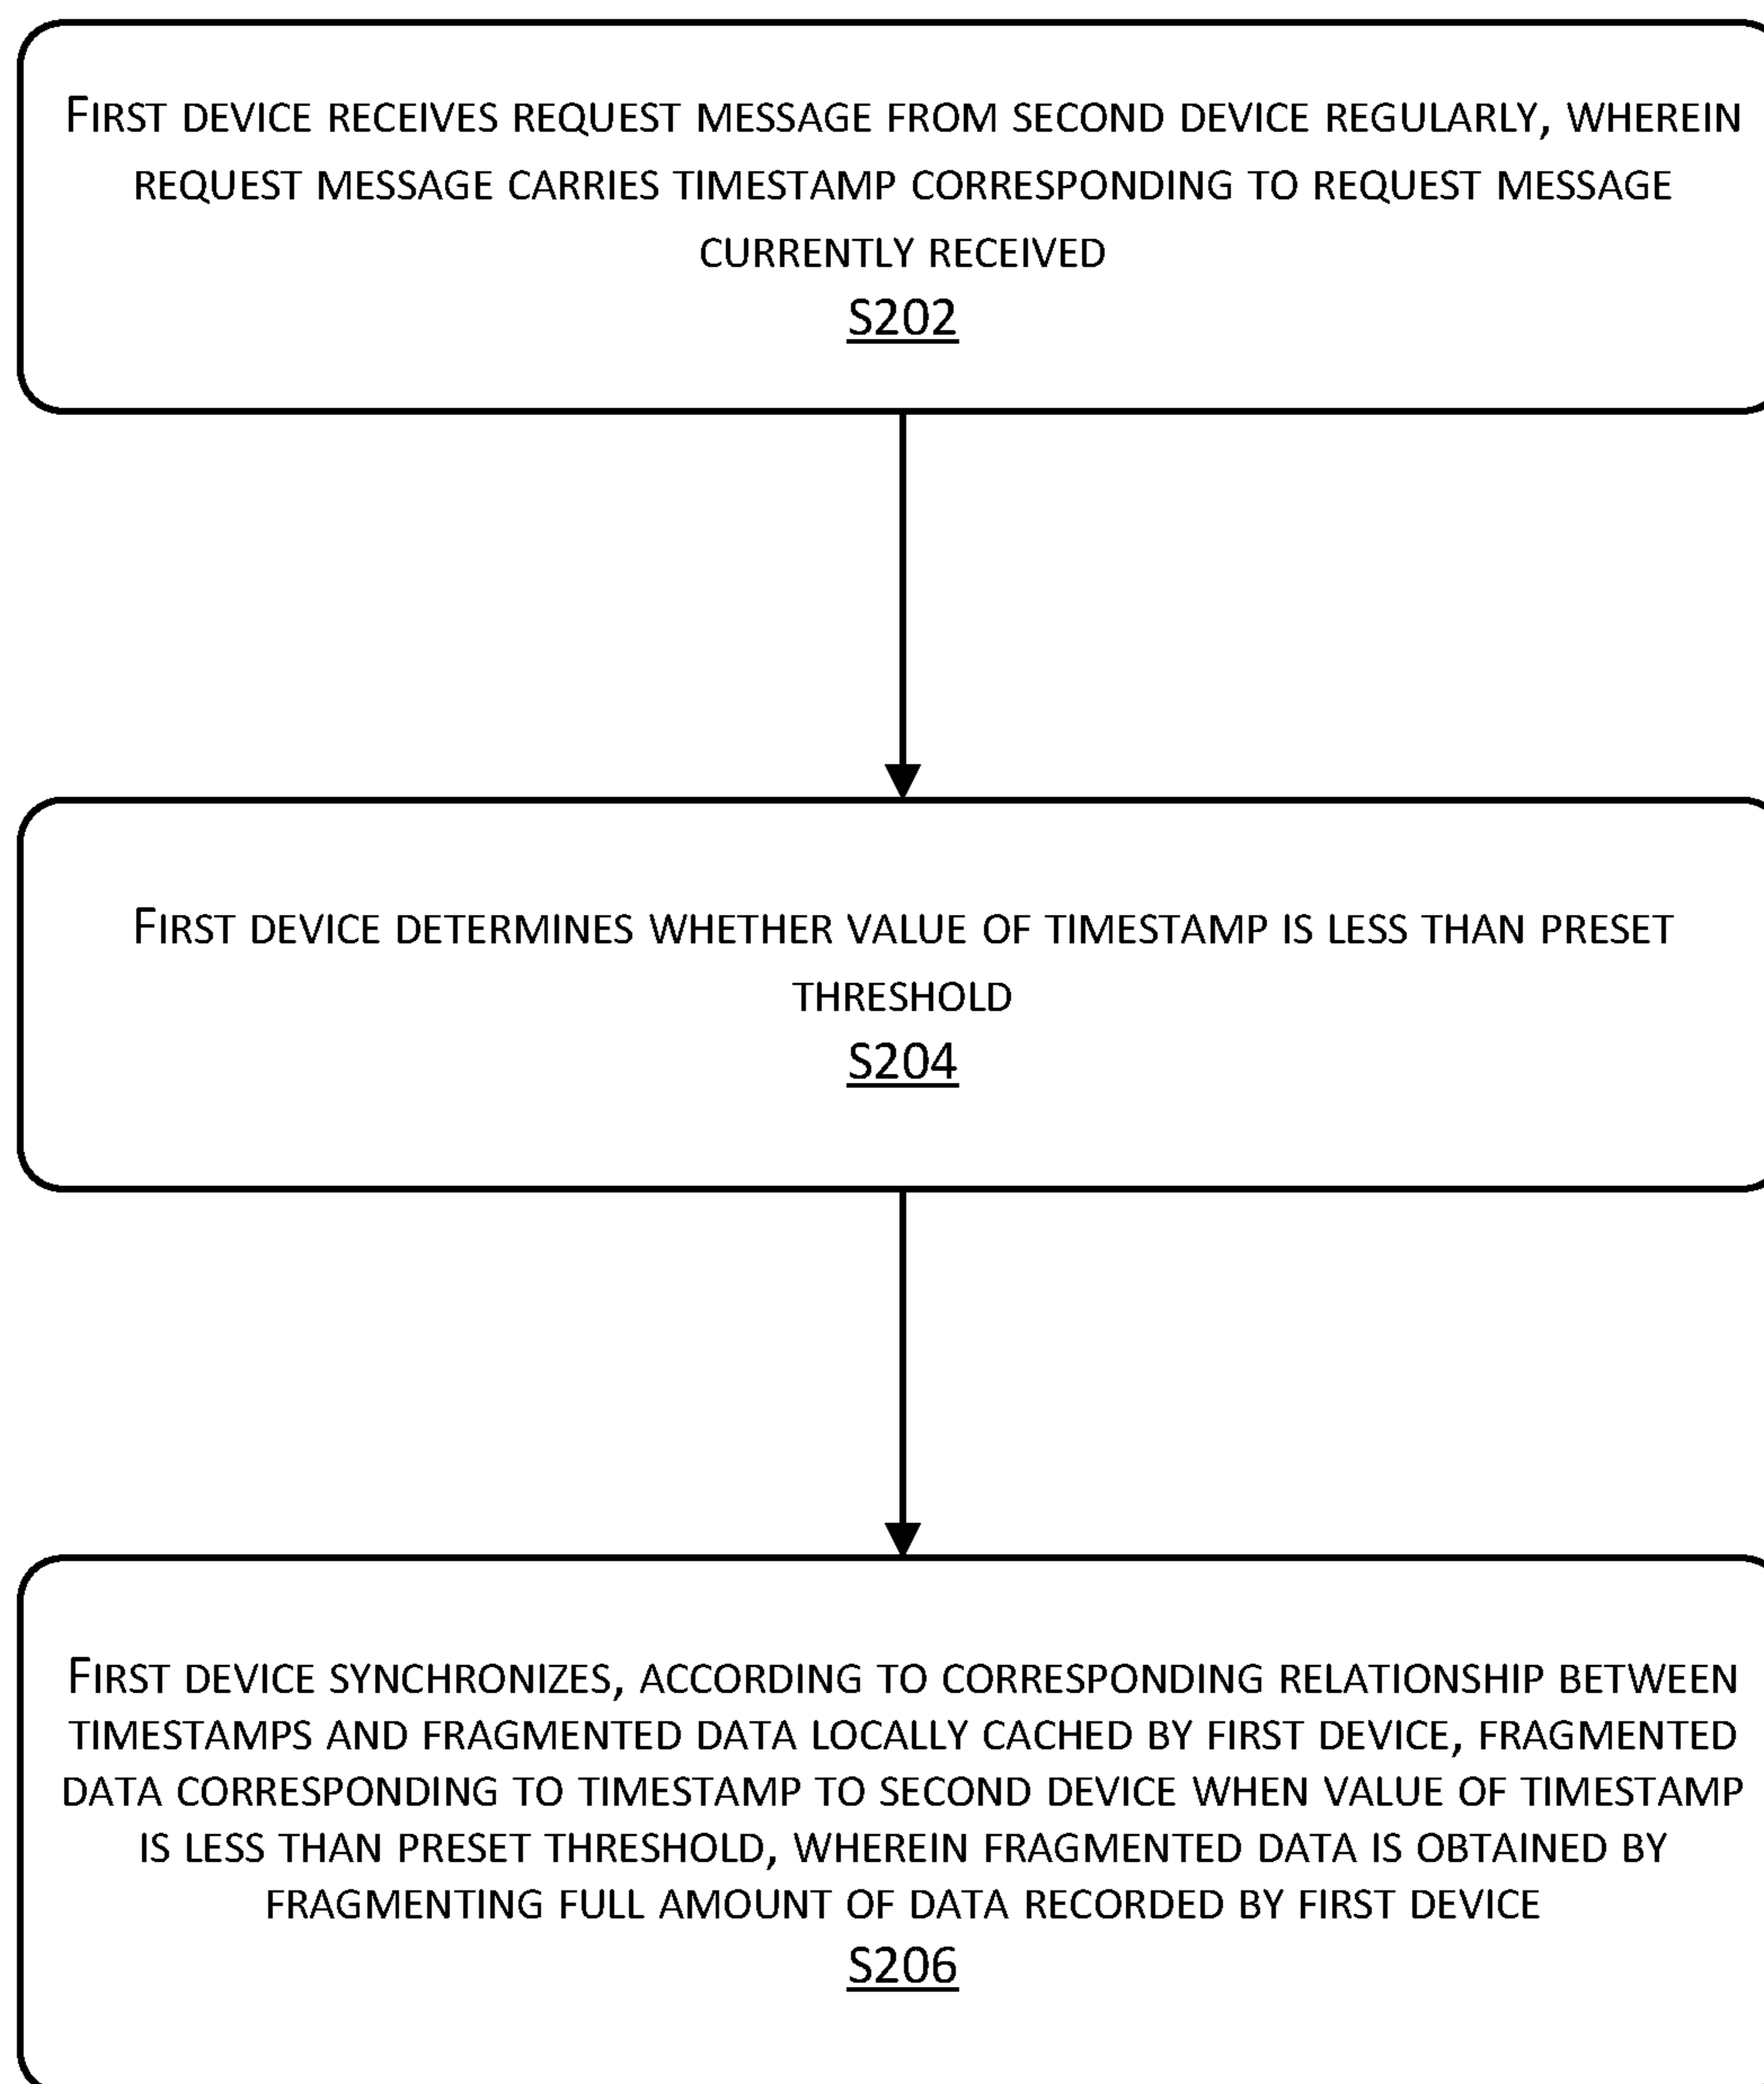 FIRST DEVICE RECEIVES REQUEST MESSAGE FROM SECOND DEVICE REGULARLY, WHEREIN
REQUEST MESSAGE CARRIES TIMESTAMP CORRESPONDING TO REQUEST MESSAGE
CURRENTLY RECEIVED
S202
FIRST DEVICE DETERMINES WHETHER VALUE OF TIMESTAMP IS LESS THAN PRESET
THRESHOLD
S204
FIRST DEVICE SYNCHRONIZES, ACCORDING TO CORRESPONDING RELATIONSHIP BETWEEN
TIMESTAMPS AND FRAGMENTED DATA LOCALLY CACHED BY FIRST DEVICE, FRAGMENTED
DATA CORRESPONDING TO TIMESTAMP TO SECOND DEVICE WHEN VALUE OF TIMESTAMP
IS LESS THAN PRESET THRESHOLD, WHEREIN FRAGMENTED DATA IS OBTAINED BY
FRAGMENTING FULL AMOUNT OF DATA RECORDED BY FIRST DEVICE
S206